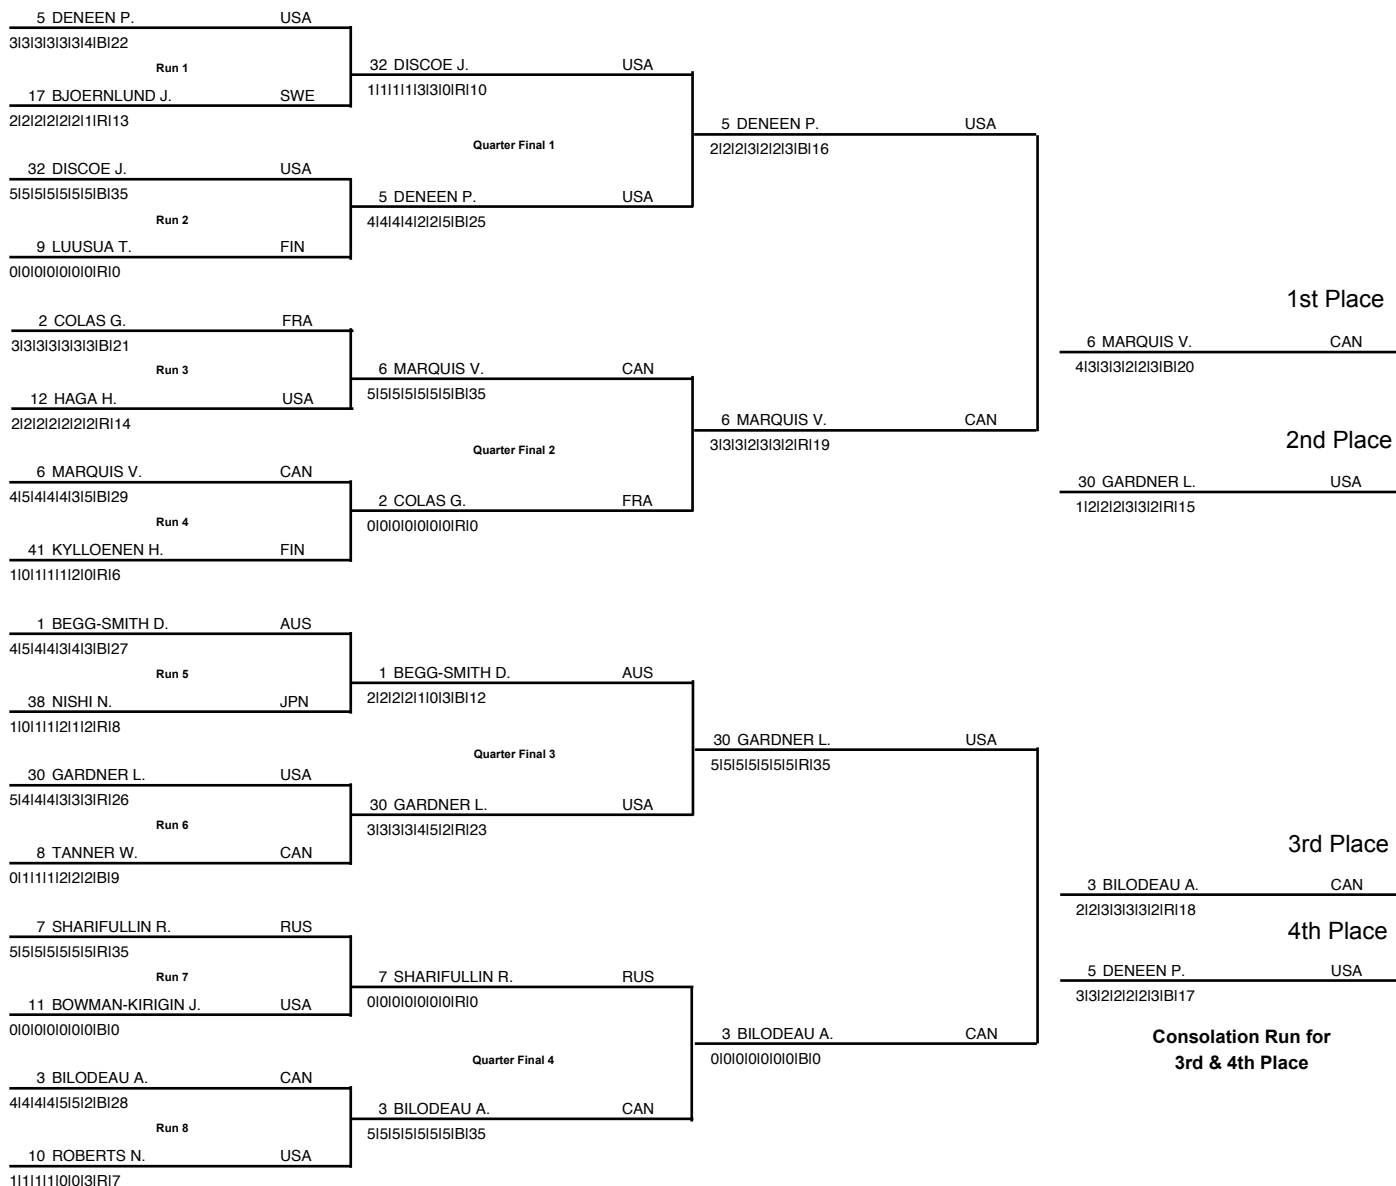 5 DENEEN P. USA
3|3|3|3|3|3|4|B|22
Run 1
17 BJOERNLUND J. SWE
2|2|2|2|2|2|1|R|13
32 DISCOE J. USA
5|5|5|5|5|5|5|B|35
Run 2
9 LUUSUA T. FIN
0|0|0|0|0|0|0|R|0
2 COLAS G. FRA
3|3|3|3|3|3|3|B|21
Run 3
12 HAGA H. USA
2|2|2|2|2|2|2|R|14
6 MARQUIS V. CAN
4|5|4|4|4|3|5|B|29
Run 4
41 KYLLOENEN H. FIN
1|0|1|1|1|2|0|R|6
1 BEGG-SMITH D. AUS
4|5|4|4|3|4|3|B|27
Run 5
38 NISHI N. JPN
1|0|1|1|2|1|2|R|8
30 GARDNER L. USA
5|4|4|4|3|3|3|R|26
Run 6
8 TANNER W. CAN
0|1|1|1|2|2|2|B|9
7 SHARIFULLIN R. RUS
5|5|5|5|5|5|5|R|35
Run 7
11 BOWMAN-KIRIGIN J. USA
0|0|0|0|0|0|0|B|0
3 BILODEAU A. CAN
4|4|4|4|5|5|2|B|28
Run 8
10 ROBERTS N. USA
1|1|1|1|0|0|3|R|7
32 DISCOE J. USA
1|1|1|1|3|3|0|R|10
Quarter Final 1
5 DENEEN P. USA
4|4|4|4|2|2|5|B|25
6 MARQUIS V. CAN
5|5|5|5|5|5|5|B|35
Quarter Final 2
2 COLAS G. FRA
0|0|0|0|0|0|0|R|0
1 BEGG-SMITH D. AUS
2|2|2|2|1|0|3|B|12
Quarter Final 3
30 GARDNER L. USA
3|3|3|3|4|5|2|R|23
7 SHARIFULLIN R. RUS
0|0|0|0|0|0|0|R|0
Quarter Final 4
3 BILODEAU A. CAN
5|5|5|5|5|5|5|B|35
5 DENEEN P. USA
2|2|2|3|2|2|3|B|16
6 MARQUIS V. CAN
3|3|3|2|3|3|2|R|19
30 GARDNER L. USA
5|5|5|5|5|5|5|R|35
3 BILODEAU A. CAN
0|0|0|0|0|0|0|B|0
1st Place
6 MARQUIS V. CAN
4|3|3|3|2|2|3|B|20
2nd Place
30 GARDNER L. USA
1|2|2|2|3|3|2|R|15
3rd Place
3 BILODEAU A. CAN
2|2|3|3|3|3|2|R|18
4th Place
5 DENEEN P. USA
3|3|2|2|2|2|3|B|17
Consolation Run for
3rd & 4th Place